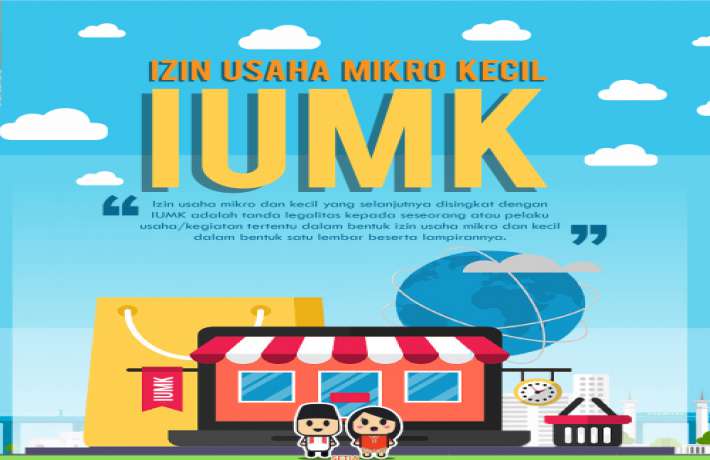 IZIN USAHA MIKRO KECIL
IUMK
“ Izin usaha mikro dan kecil yang selanjutnya disingkat dengan
IUMK adalah tanda legalitas kepada seseorang atau pelaku
usaha/kegiatan tertentu dalam bentuk izin usaha mikro dan kecil
dalam bentuk satu lembar beserta lampirannya. ”
IUMK
SETIA